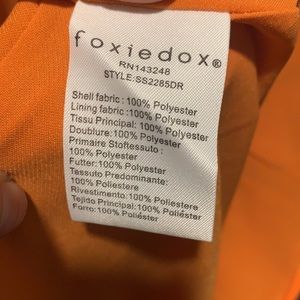 foxiedox®
RN143248
STYLE:SS2285DR
Shell fabric: 100% Polyester
Lining fabric: 100% Polyester
Tissu Principal: 100% Polyester
Doublure: 100% Polyester
Primaire Stoftessuto :
100% Polyester
Futter: 100% Polyester
Tessuto Predominante:
100% Poliestere
Rivestimento: 100% Poliestere
Tejido Principal: 100% Poliéster
Forro: 100% Poliéster